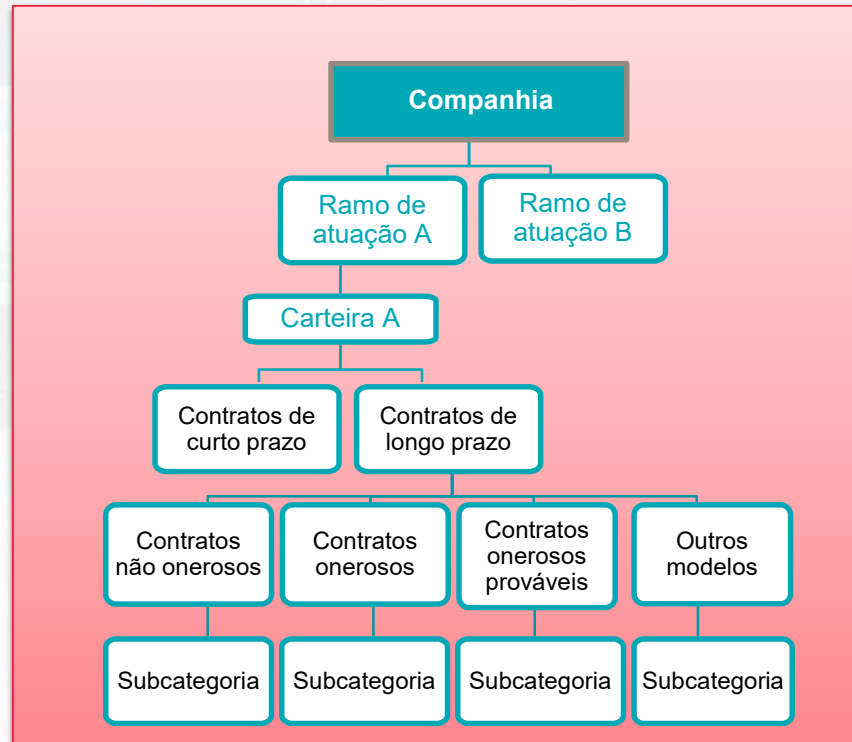 Companhia
Ramo de
atuação A
Ramo de
atuação B
Carteira A
Contratos de
curto prazo
Contratos de
longo prazo
Contratos
não onerosos
Contratos
onerosos
Contratos
onerosos
prováveis
Outros
modelos
Subcategoria
Subcategoria
Subcategoria
Subcategoria